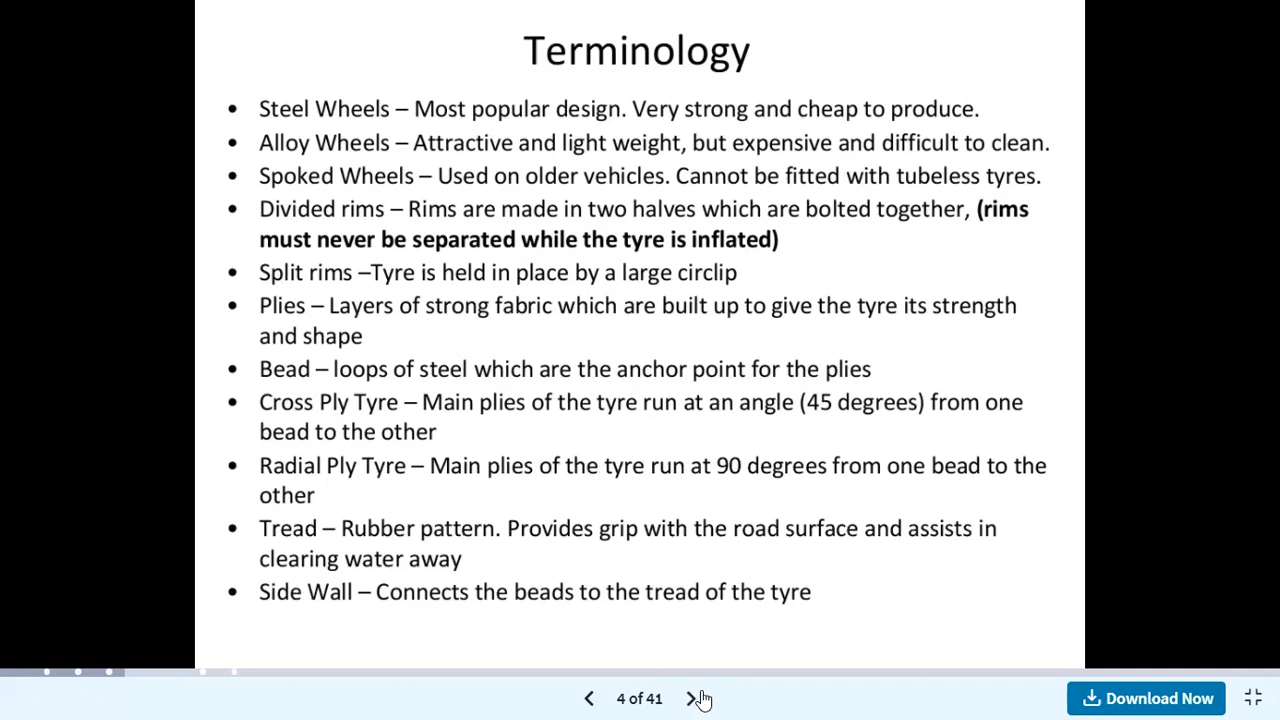 Terminology
• Steel Wheels – Most popular design. Very strong and cheap to produce.
• Alloy Wheels – Attractive and light weight, but expensive and difficult to clean.
• Spoked Wheels – Used on older vehicles. Cannot be fitted with tubeless tyres.
• Divided rims – Rims are made in two halves which are bolted together, (rims
must never be separated while the tyre is inflated)
• Split rims –Tyre is held in place by a large circlip
• Plies – Layers of strong fabric which are built up to give the tyre its strength
and shape
• Bead – loops of steel which are the anchor point for the plies
• Cross Ply Tyre – Main plies of the tyre run at an angle (45 degrees) from one
bead to the other
• Radial Ply Tyre – Main plies of the tyre run at 90 degrees from one bead to the
other
• Tread – Rubber pattern. Provides grip with the road surface and assists in
clearing water away
• Side Wall – Connects the beads to the tread of the tyre
4 of 41
Download Now